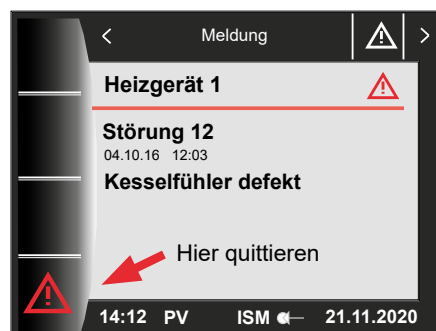 Meldung
Heizgerät 1
Störung 12
04.10.16 12:03
Kesselfühler defekt
Hier quittieren
14:12 PV ISM 21.11.2020